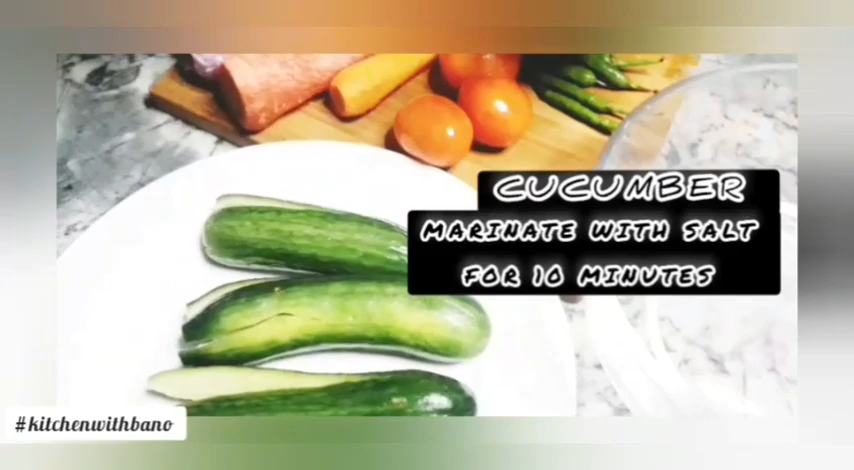 CUCUMBER
MARINATE WITH SALT
FOR 10 MINUTES
#kitchenwithbano